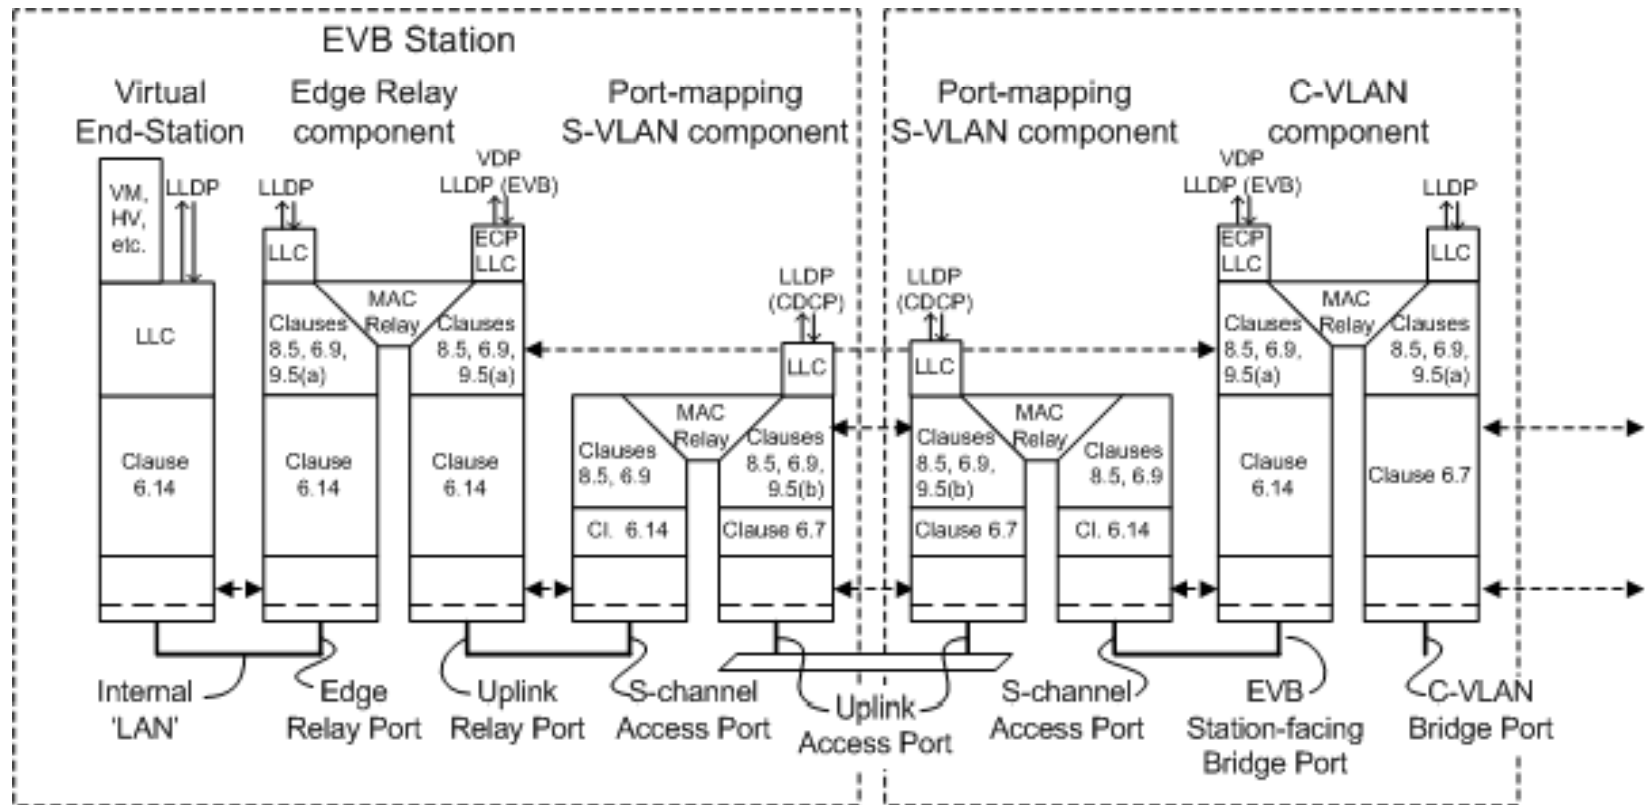 EVB Station
Virtual
End-Station
Edge Relay
component
Port-mapping
S-VLAN component
Port-mapping
S-VLAN component
C-VLAN
component
VM,
HV,
etc.
LLDP
LLC
Clause
6.14
LLDP
LLC
Clauses
8.5, 6.9,
9.5(a)
Clause
6.14
MAC
Relay
VDP
LLDP (EVB)
ECP
LLC
Clauses
8.5, 6.9,
9.5(a)
Clause
6.14
Clauses
8.5, 6.9
Cl. 6.14
MAC
Relay
LLDP
(CDCP)
LLC
Clauses
8.5, 6.9,
9.5(b)
Clause 6.7
LLDP
(CDCP)
LLC
Clauses
8.5, 6.9,
9.5(b)
Clause 6.7
MAC
Relay
Clauses
8.5, 6.9
Cl. 6.14
VDP
LLDP (EVB)
ECP
LLC
Clauses
8.5, 6.9,
9.5(a)
Clause
6.14
MAC
Relay
LLDP
LLC
Clauses
8.5, 6.9,
9.5(a)
Clause 6.7
Internal
'LAN'
Edge
Relay Port
Uplink
Relay Port
S-channel
Access Port
Uplink
Access Port
S-channel
Access Port
EVB
Station-facing
Bridge Port
C-VLAN
Bridge Port